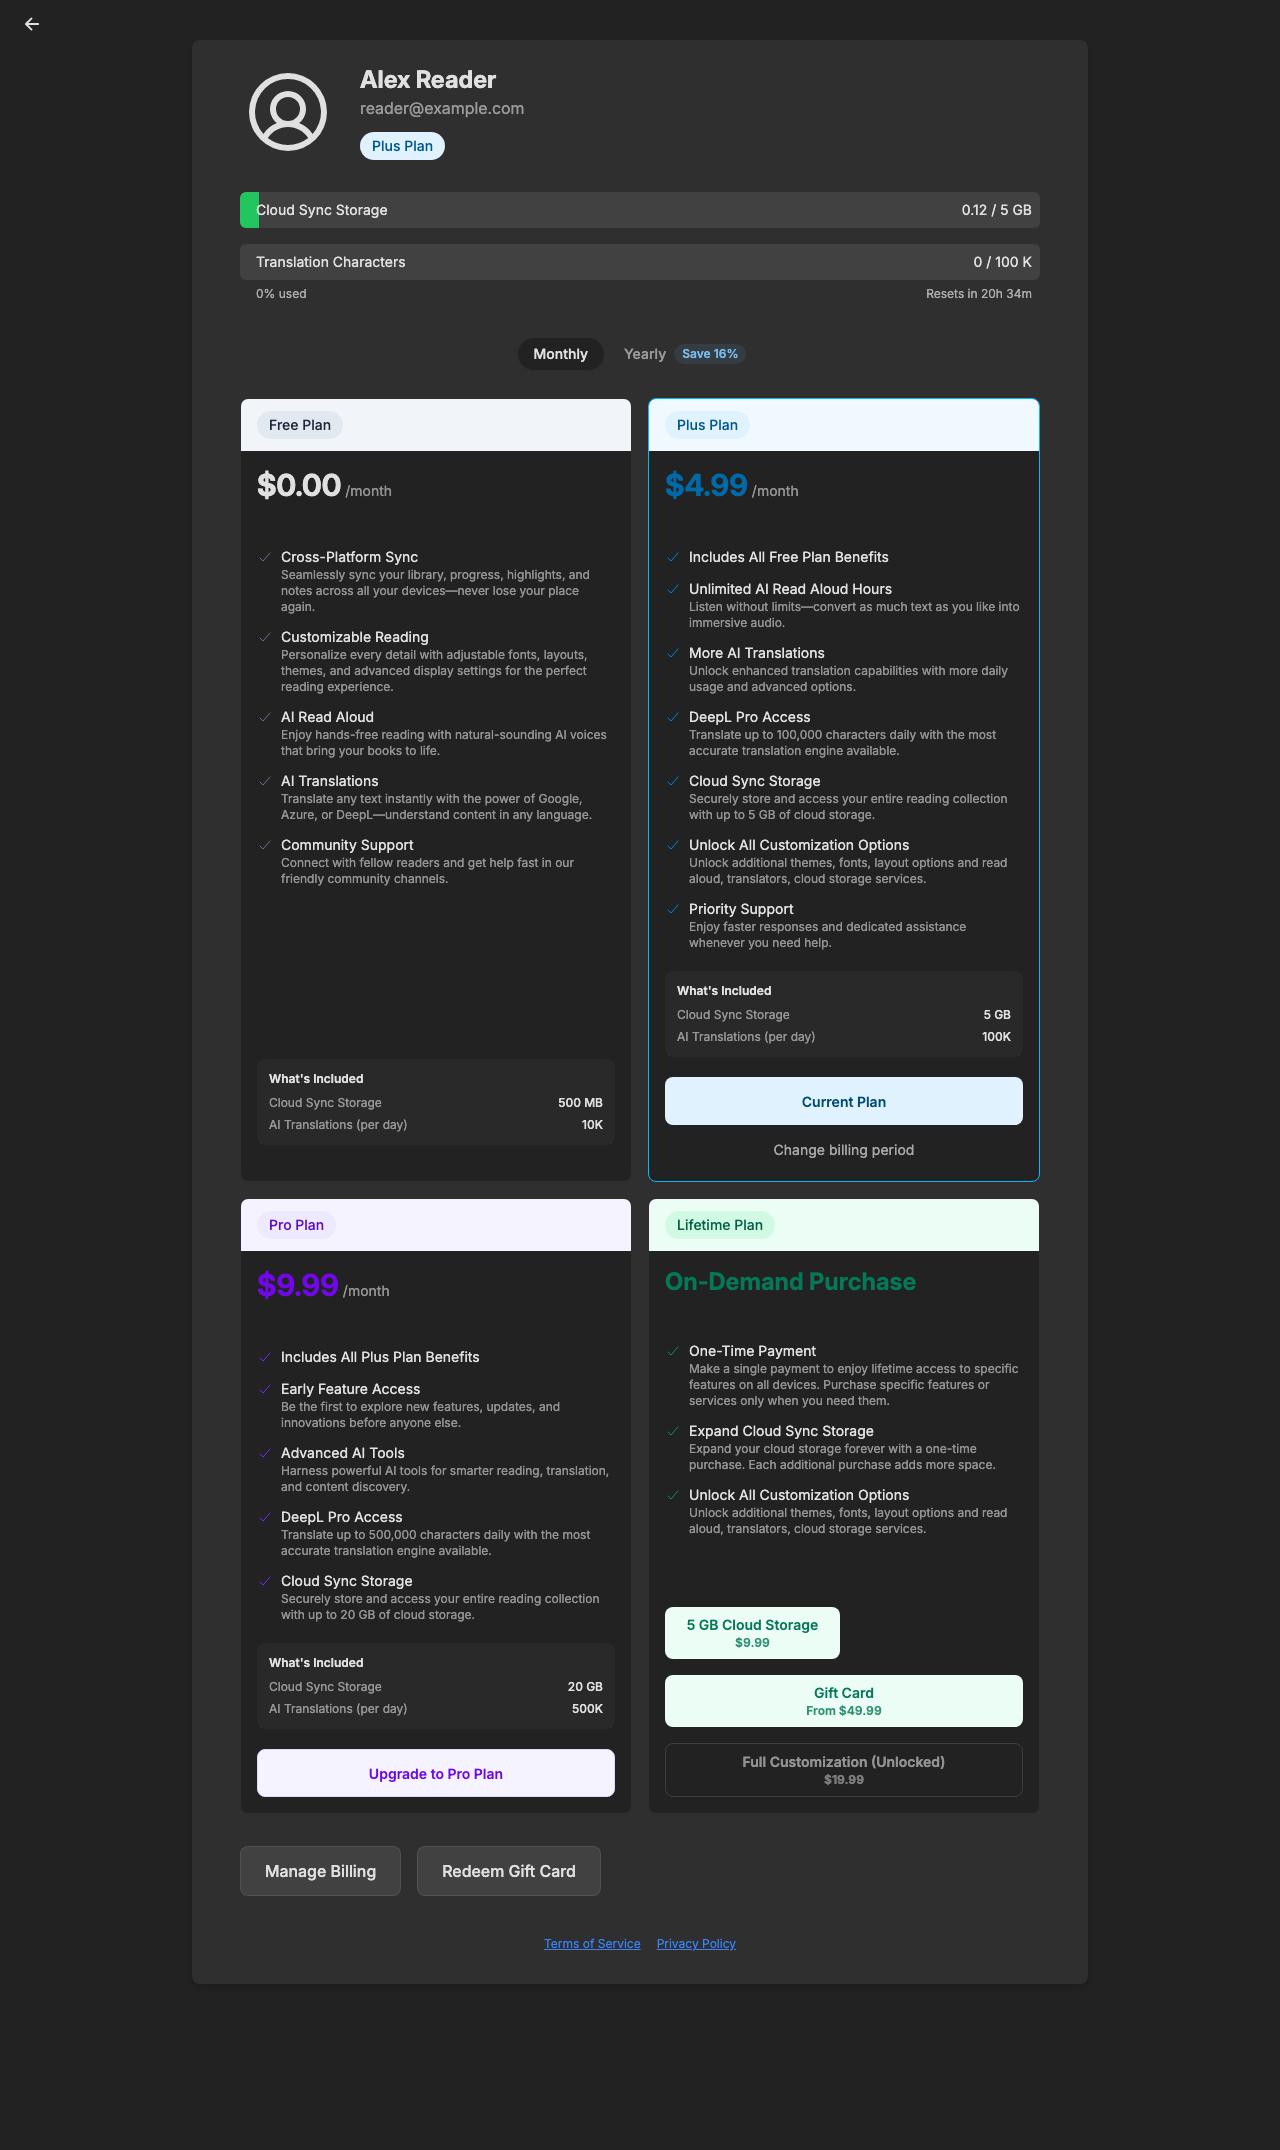 Alex Reader
reader@example.com
Plus Plan
Cloud Sync Storage 0.12 / 5 GB
Translation Characters 0 / 100 K
0% used Resets in 20h 34m
Monthly Yearly Save 16%
Free Plan
$0.00 /month
Cross-Platform Sync
Seamlessly sync your library, progress, highlights, and
notes across all your devices—never lose your place
again.
Customizable Reading
Personalize every detail with adjustable fonts, layouts,
themes, and advanced display settings for the perfect
reading experience.
AI Read Aloud
Enjoy hands-free reading with natural-sounding AI voices
that bring your books to life.
AI Translations
Translate any text instantly with the power of Google,
Azure, or DeepL—understand content in any language.
Community Support
Connect with fellow readers and get help fast in our
friendly community channels.
What's Included
Cloud Sync Storage 500 MB
AI Translations (per day) 10K
Plus Plan
$4.99 /month
Includes All Free Plan Benefits
Unlimited AI Read Aloud Hours
Listen without limits—convert as much text as you like into
immersive audio.
More AI Translations
Unlock enhanced translation capabilities with more daily
usage and advanced options.
DeepL Pro Access
Translate up to 100,000 characters daily with the most
accurate translation engine available.
Cloud Sync Storage
Securely store and access your entire reading collection
with up to 5 GB of cloud storage.
Unlock All Customization Options
Unlock additional themes, fonts, layout options and read
aloud, translators, cloud storage services.
Priority Support
Enjoy faster responses and dedicated assistance
whenever you need help.
What's Included
Cloud Sync Storage 5 GB
AI Translations (per day) 100K
Current Plan
Change billing period
Pro Plan
$9.99 /month
Includes All Plus Plan Benefits
Early Feature Access
Be the first to explore new features, updates, and
innovations before anyone else.
Advanced AI Tools
Harness powerful AI tools for smarter reading, translation,
and content discovery.
DeepL Pro Access
Translate up to 500,000 characters daily with the most
accurate translation engine available.
Cloud Sync Storage
Securely store and access your entire reading collection
with up to 20 GB of cloud storage.
What's Included
Cloud Sync Storage 20 GB
AI Translations (per day) 500K
Upgrade to Pro Plan
Lifetime Plan
On-Demand Purchase
One-Time Payment
Make a single payment to enjoy lifetime access to specific
features on all devices. Purchase specific features or
services only when you need them.
Expand Cloud Sync Storage
Expand your cloud storage forever with a one-time
purchase. Each additional purchase adds more space.
Unlock All Customization Options
Unlock additional themes, fonts, layout options and read
aloud, translators, cloud storage services.
5 GB Cloud Storage
$9.99
Gift Card
From $49.99
Full Customization (Unlocked)
$19.99
Manage Billing Redeem Gift Card
Terms of Service Privacy Policy